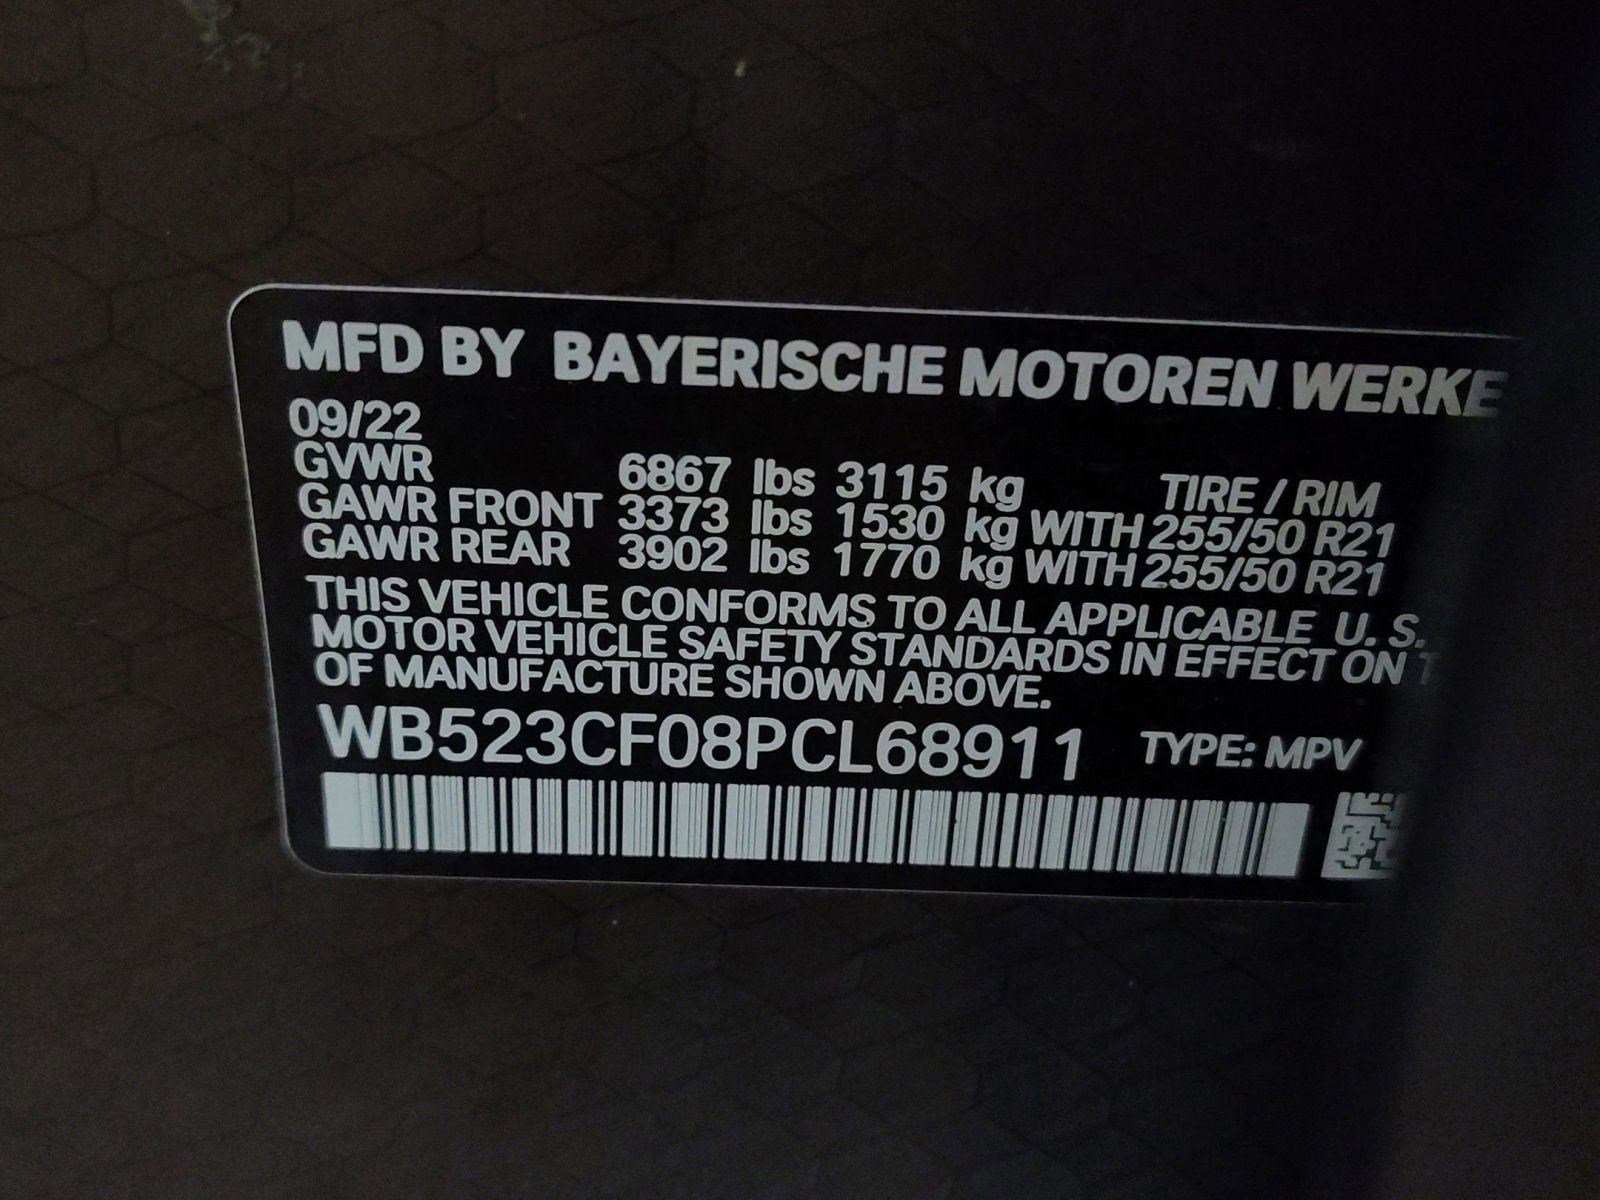 MFD BY BAYERISCHE MOTOREN WERKE
09/22
GVWR 6867 lbs 3115 kg TIRE / RIM
GAWR FRONT 3373 lbs 1530 kg WITH 255/50 R21
GAWR REAR 3902 lbs 1770 kg WITH 255/50 R21
THIS VEHICLE CONFORMS TO ALL APPLICABLE U. S.
MOTOR VEHICLE SAFETY STANDARDS IN EFFECT ON
OF MANUFACTURE SHOWN ABOVE.
WB523CF08PCL68911 TYPE: MPV